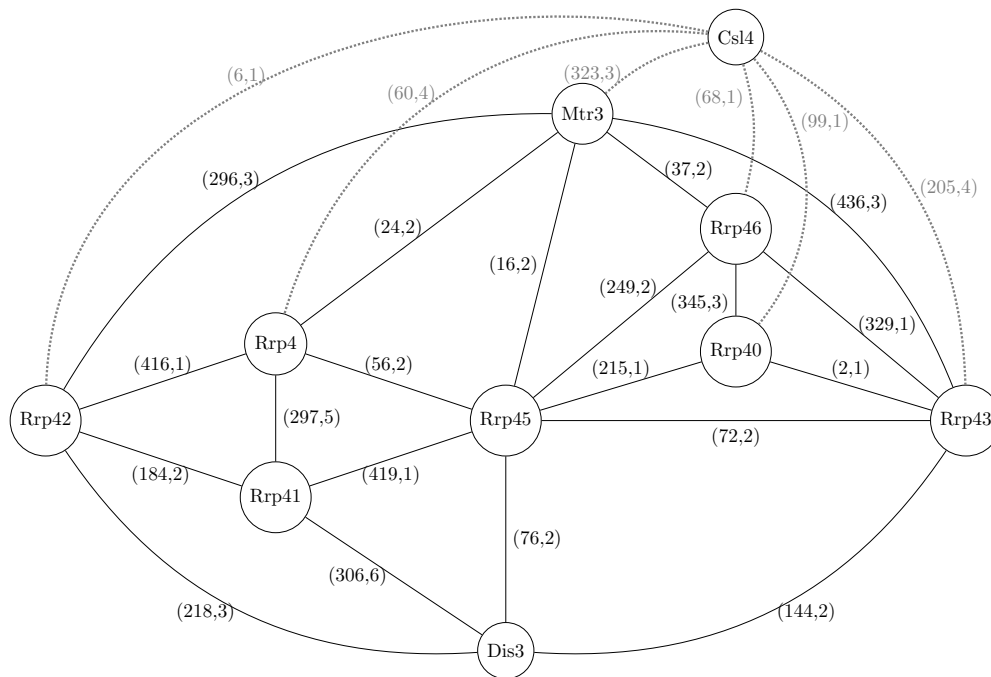 Csl4
(6,1)
(323,3)
(60,4)
(68,1)
Mtr3
(99,1)
(37,2)
(296,3)
(205,4)
(436,3)
(24,2)
Rrp46
(16,2)
(249,2)
(345,3)
(329,1)
Rrp4
Rrp40
(416,1)
(56,2)
(215,1)
(2,1)
Rrp42
(297,5)
Rrp45
Rrp43
(72,2)
(184,2)
(419,1)
Rrp41
(76,2)
(306,6)
(218,3)
(144,2)
Dis3